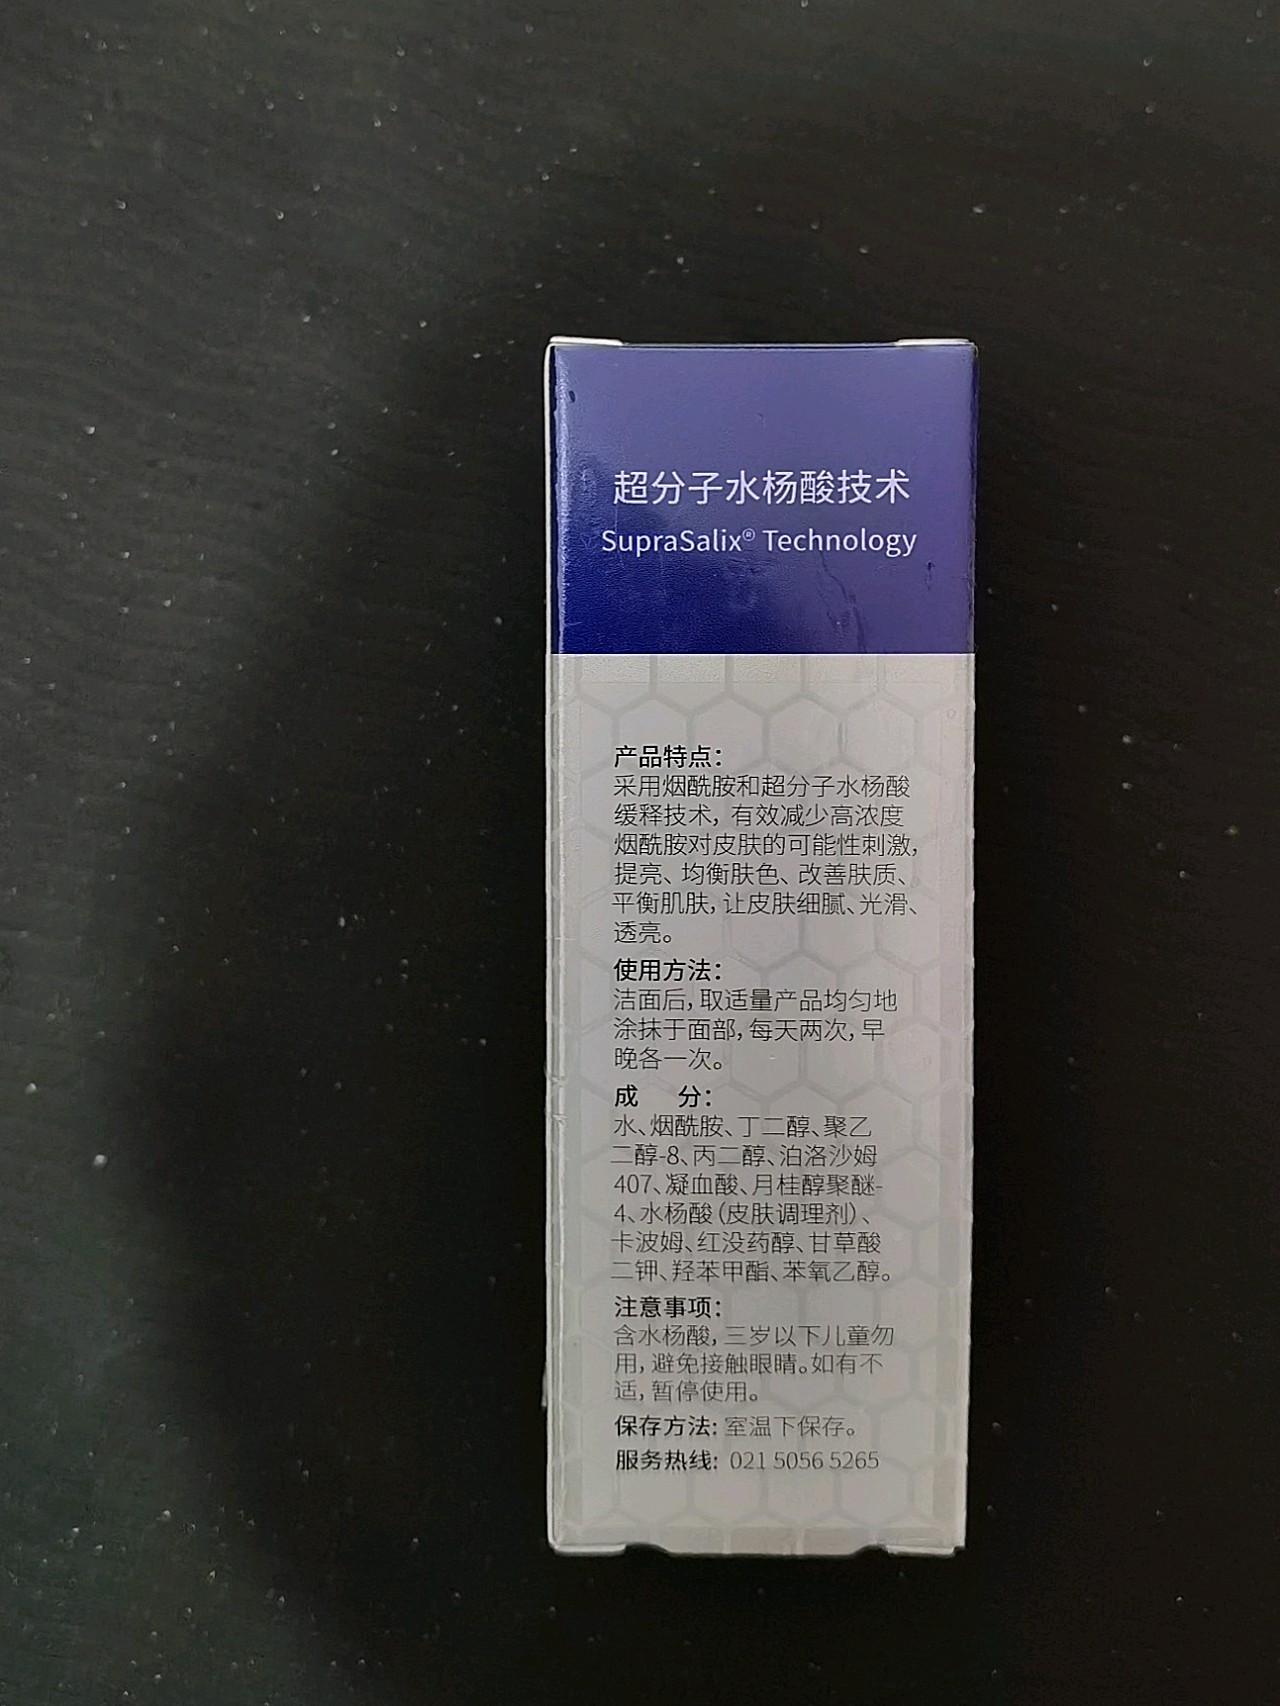 超分子水杨酸技术
SupraSalix® Technology
产品特点：
采用烟酰胺和超分子水杨酸
缓释技术，有效减少高浓度
烟酰胺对皮肤的可能性刺激，
提亮、均衡肤色、改善肤质、
平衡肌肤，让皮肤细腻、光滑、
透亮。
使用方法：
洁面后，取适量产品均匀地
涂抹于面部，每天两次，早
晚各一次。
成 分：
水、烟酰胺、丁二醇、聚乙
二醇-8、丙二醇、泊洛沙姆
407、凝血酸、月桂醇聚醚-
4、水杨酸（皮肤调理剂）、
卡波姆、红没药醇、甘草酸
二钾、羟苯甲酯、苯氧乙醇。
注意事项：
含水杨酸，三岁以下儿童勿
用，避免接触眼睛。如有不
适，暂停使用。
保存方法：室温下保存。
服务热线：021 5056 5265